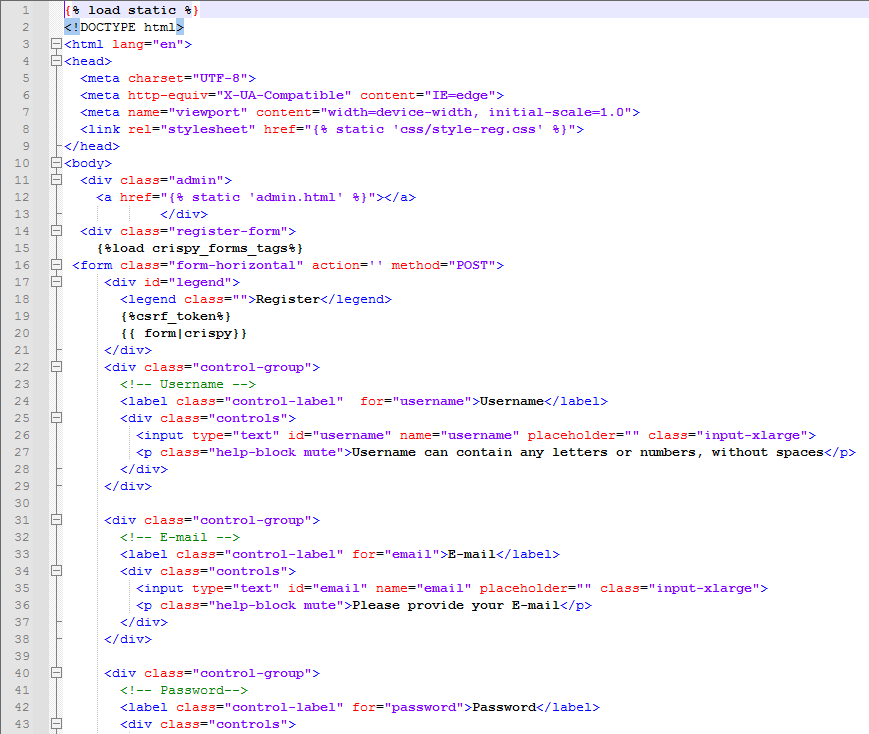 1 {% load static %}
2 <!DOCTYPE html>
3 <html lang="en">
4 <head>
5 <meta charset="UTF-8">
6 <meta http-equiv="X-UA-Compatible" content="IE=edge">
7 <meta name="viewport" content="width=device-width, initial-scale=1.0">
8 <link rel="stylesheet" href="{% static 'css/style-reg.css' %}">
9 </head>
10 <body>
11 <div class="admin">
12 <a href="{% static 'admin.html' %}"></a>
13 </div>
14 <div class="register-form">
15 {%load crispy_forms_tags%}
16 <form class="form-horizontal" action='' method="POST">
17 <div id="legend">
18 <legend class="">Register</legend>
19 {%csrf_token%}
20 {{ form|crispy}}
21 </div>
22 <div class="control-group">
23 <!-- Username -->
24 <label class="control-label"  for="username">Username</label>
25 <div class="controls">
26 <input type="text" id="username" name="username" placeholder="" class="input-xlarge">
27 <p class="help-block mute">Username can contain any letters or numbers, without spaces</p>
28 </div>
29 </div>
30
31 <div class="control-group">
32 <!-- E-mail -->
33 <label class="control-label" for="email">E-mail</label>
34 <div class="controls">
35 <input type="text" id="email" name="email" placeholder="" class="input-xlarge">
36 <p class="help-block mute">Please provide your E-mail</p>
37 </div>
38 </div>
39
40 <div class="control-group">
41 <!-- Password-->
42 <label class="control-label" for="password">Password</label>
43 <div class="controls">